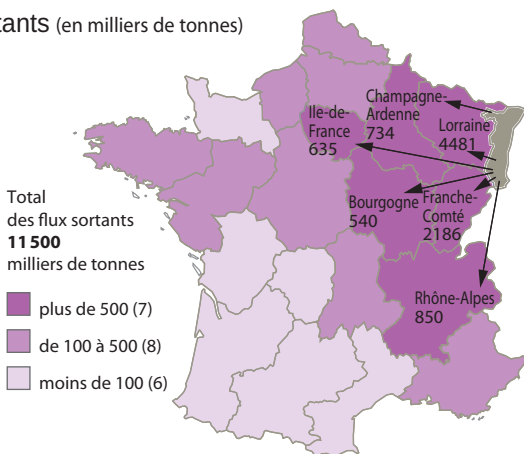 tants (en milliers de tonnes)
Champagne-
Ardenne
734
Ile-de-
France
635
Lorraine
4481
Bourgogne
540
Franche-
Comté
2186
Rhône-Alpes
850
Total
des flux sortants
11 500
milliers de tonnes
plus de 500 (7)
de 100 à 500 (8)
moins de 100 (6)